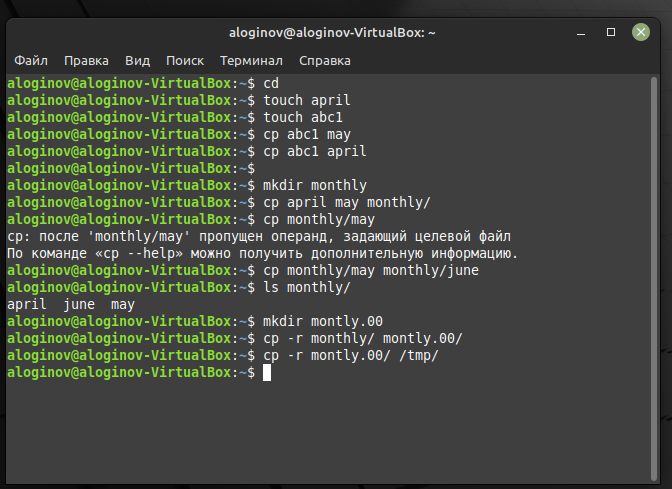 aloginov@aloginov-VirtualBox: ~
Файл Правка Вид Поиск Терминал Справка
aloginov@aloginov-VirtualBox:~$ cd
aloginov@aloginov-VirtualBox:~$ touch april
aloginov@aloginov-VirtualBox:~$ touch abc1
aloginov@aloginov-VirtualBox:~$ cp abc1 may
aloginov@aloginov-VirtualBox:~$ cp abc1 april
aloginov@aloginov-VirtualBox:~$
aloginov@aloginov-VirtualBox:~$ mkdir monthly
aloginov@aloginov-VirtualBox:~$ cp april may monthly/
aloginov@aloginov-VirtualBox:~$ cp monthly/may
cp: после 'monthly/may' пропущен операнд, задающий целевой файл
По команде «cp --help» можно получить дополнительную информацию.
aloginov@aloginov-VirtualBox:~$ cp monthly/may monthly/june
aloginov@aloginov-VirtualBox:~$ ls monthly/
april  june  may
aloginov@aloginov-VirtualBox:~$ mkdir montly.00
aloginov@aloginov-VirtualBox:~$ cp -r monthly/ montly.00/
aloginov@aloginov-VirtualBox:~$ cp -r montly.00/ /tmp/
aloginov@aloginov-VirtualBox:~$